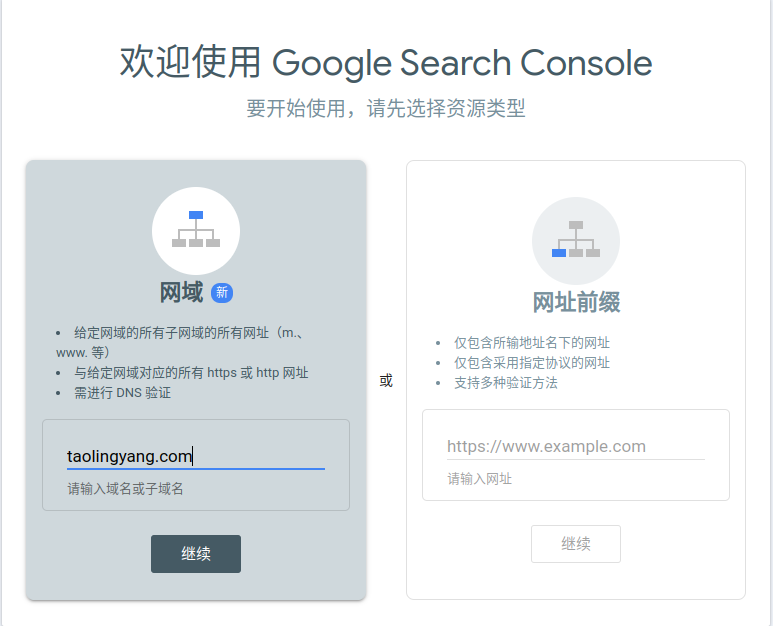 欢迎使用 Google Search Console
要开始使用，请先选择资源类型
网域 新
给定网域的所有子网域的所有网址（m.、
www. 等）
与给定网域对应的所有 https 或 http 网址
需进行 DNS 验证
taolingyang.com
请输入域名或子域名
继续
或
网址前缀
仅包含所输地址名下的网址
仅包含采用指定协议的网址
支持多种验证方法
https://www.example.com
请输入网址
继续